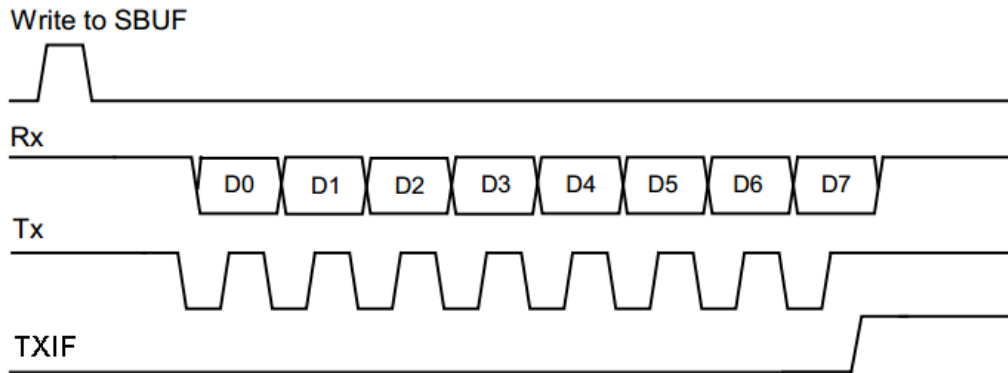 Write to SBUF
Rx
D0 D1 D2 D3 D4 D5 D6 D7
Tx
TXIF